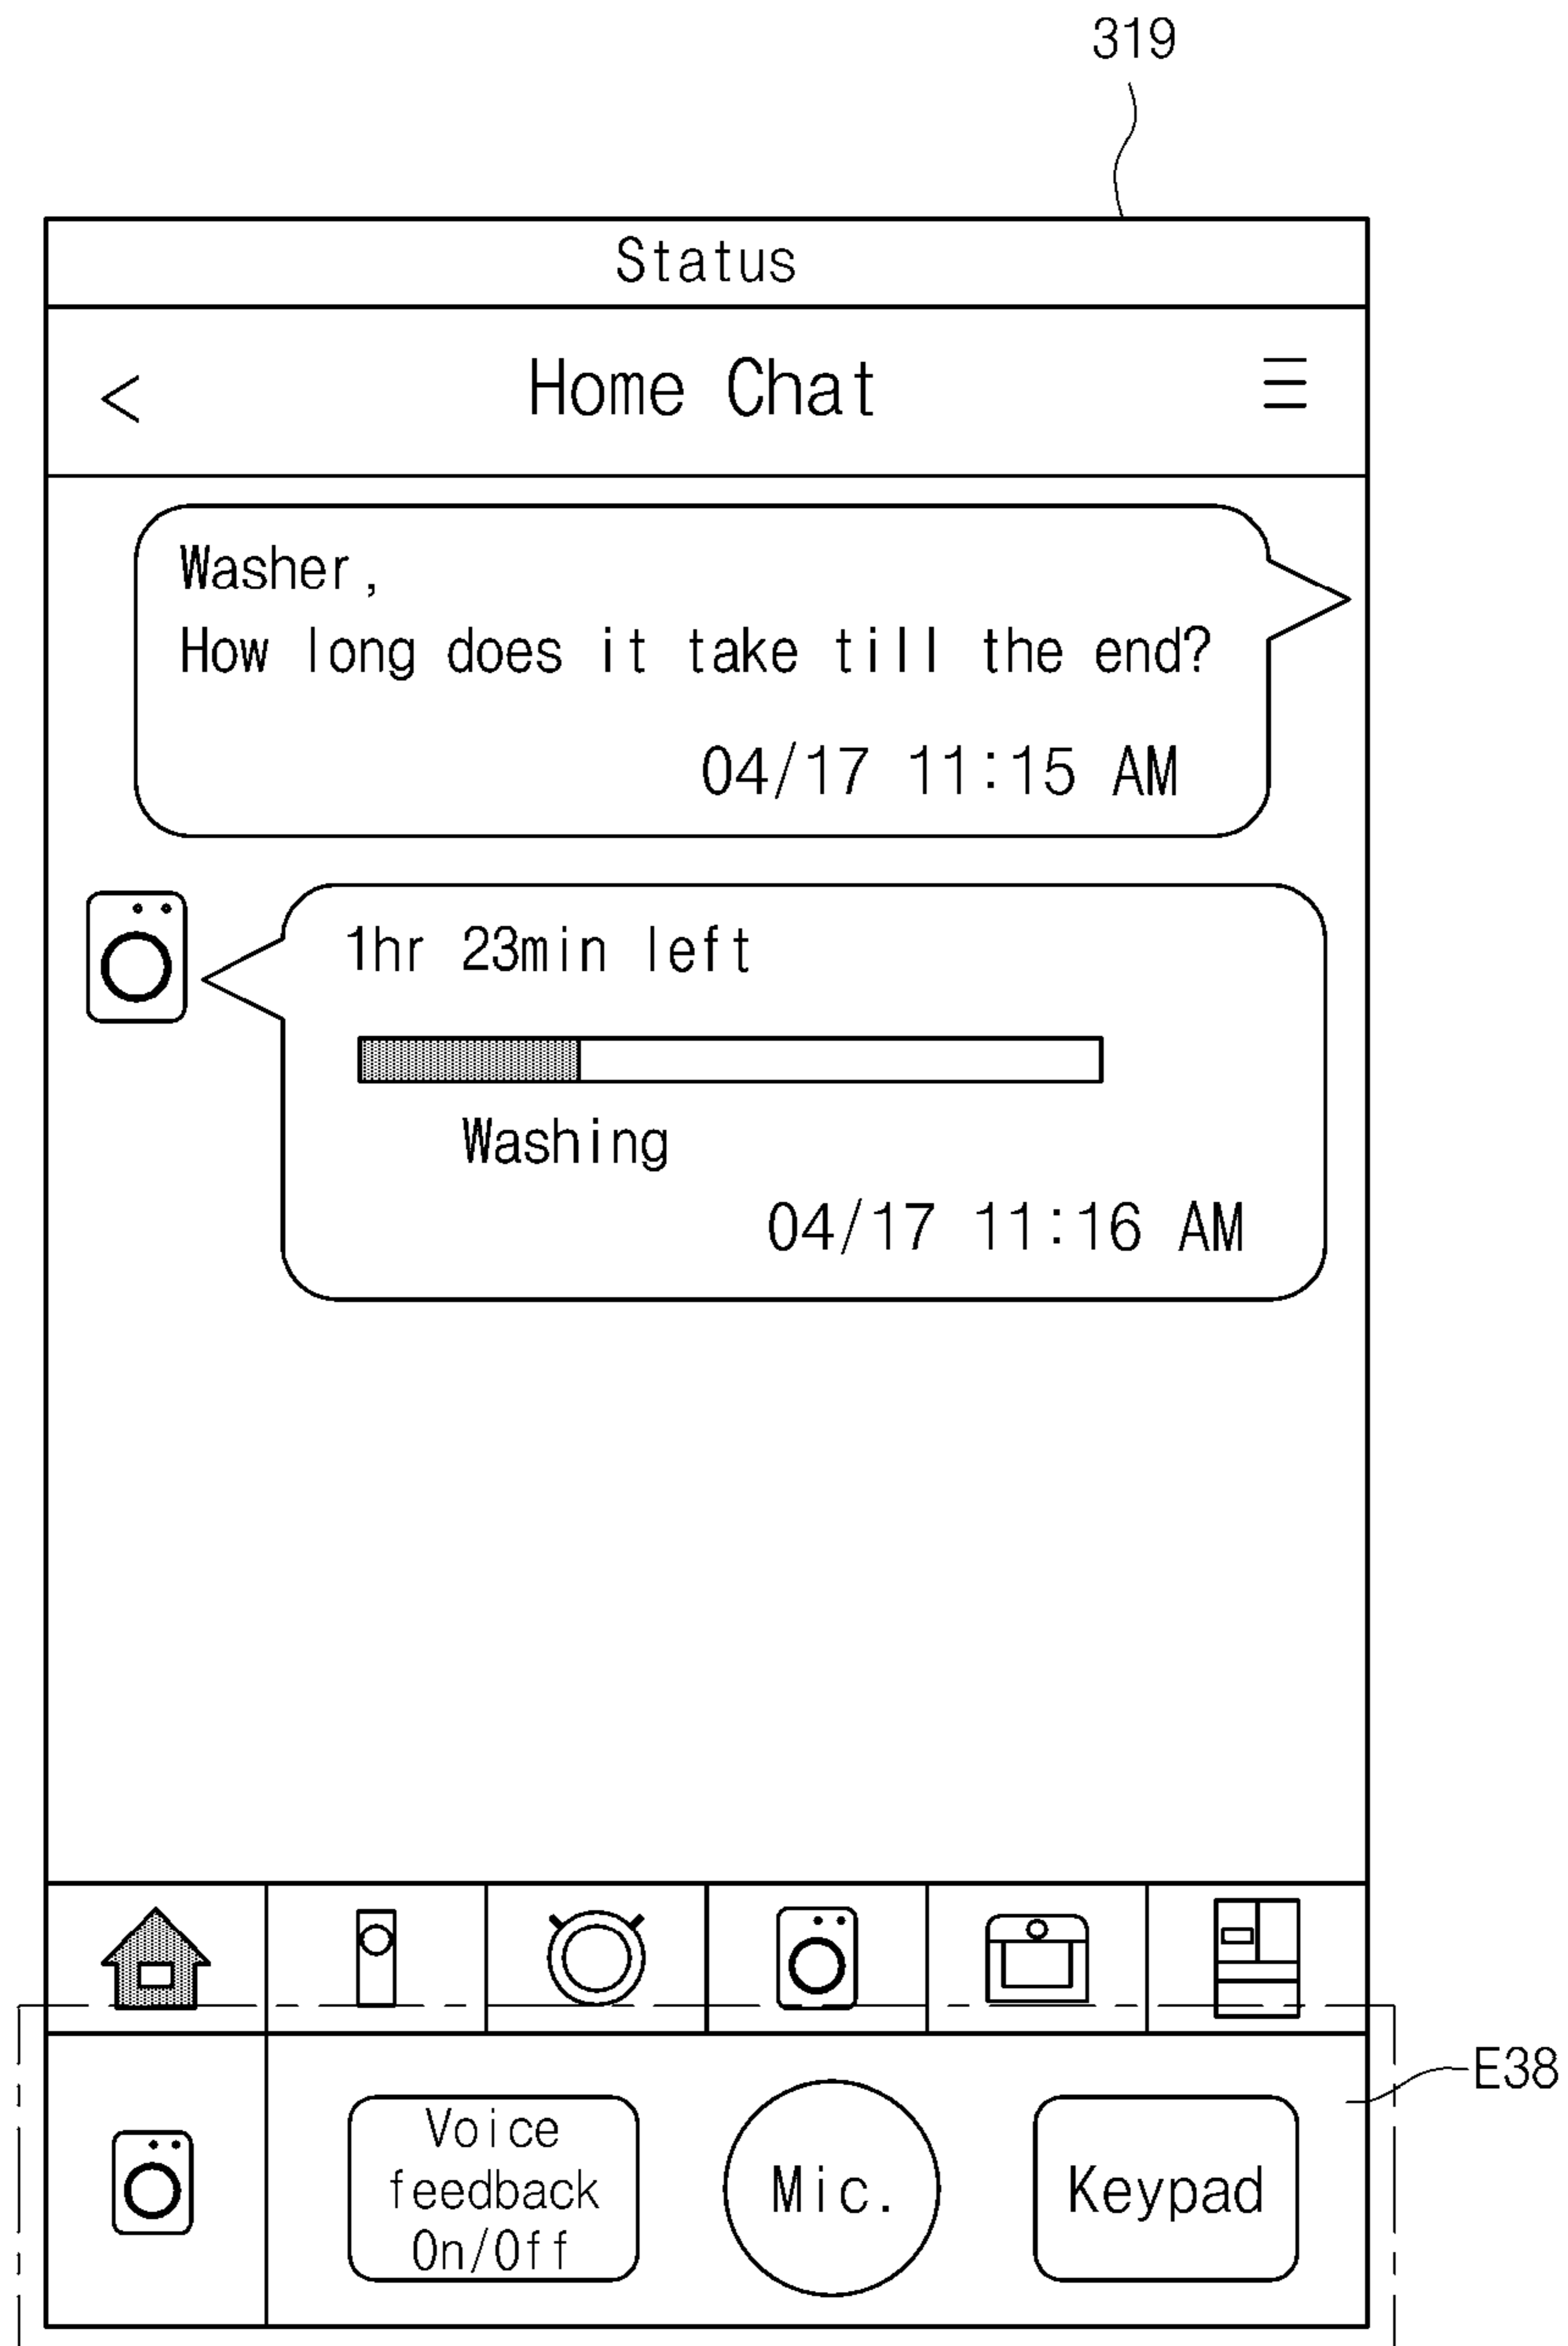 319
Status
< Home Chat
Washer,
How long does it take till the end?
04/17 11:15 AM
1hr 23min left
Washing
04/17 11:16 AM
E38
Voice
feedback
On/Off
Mic.
Keypad